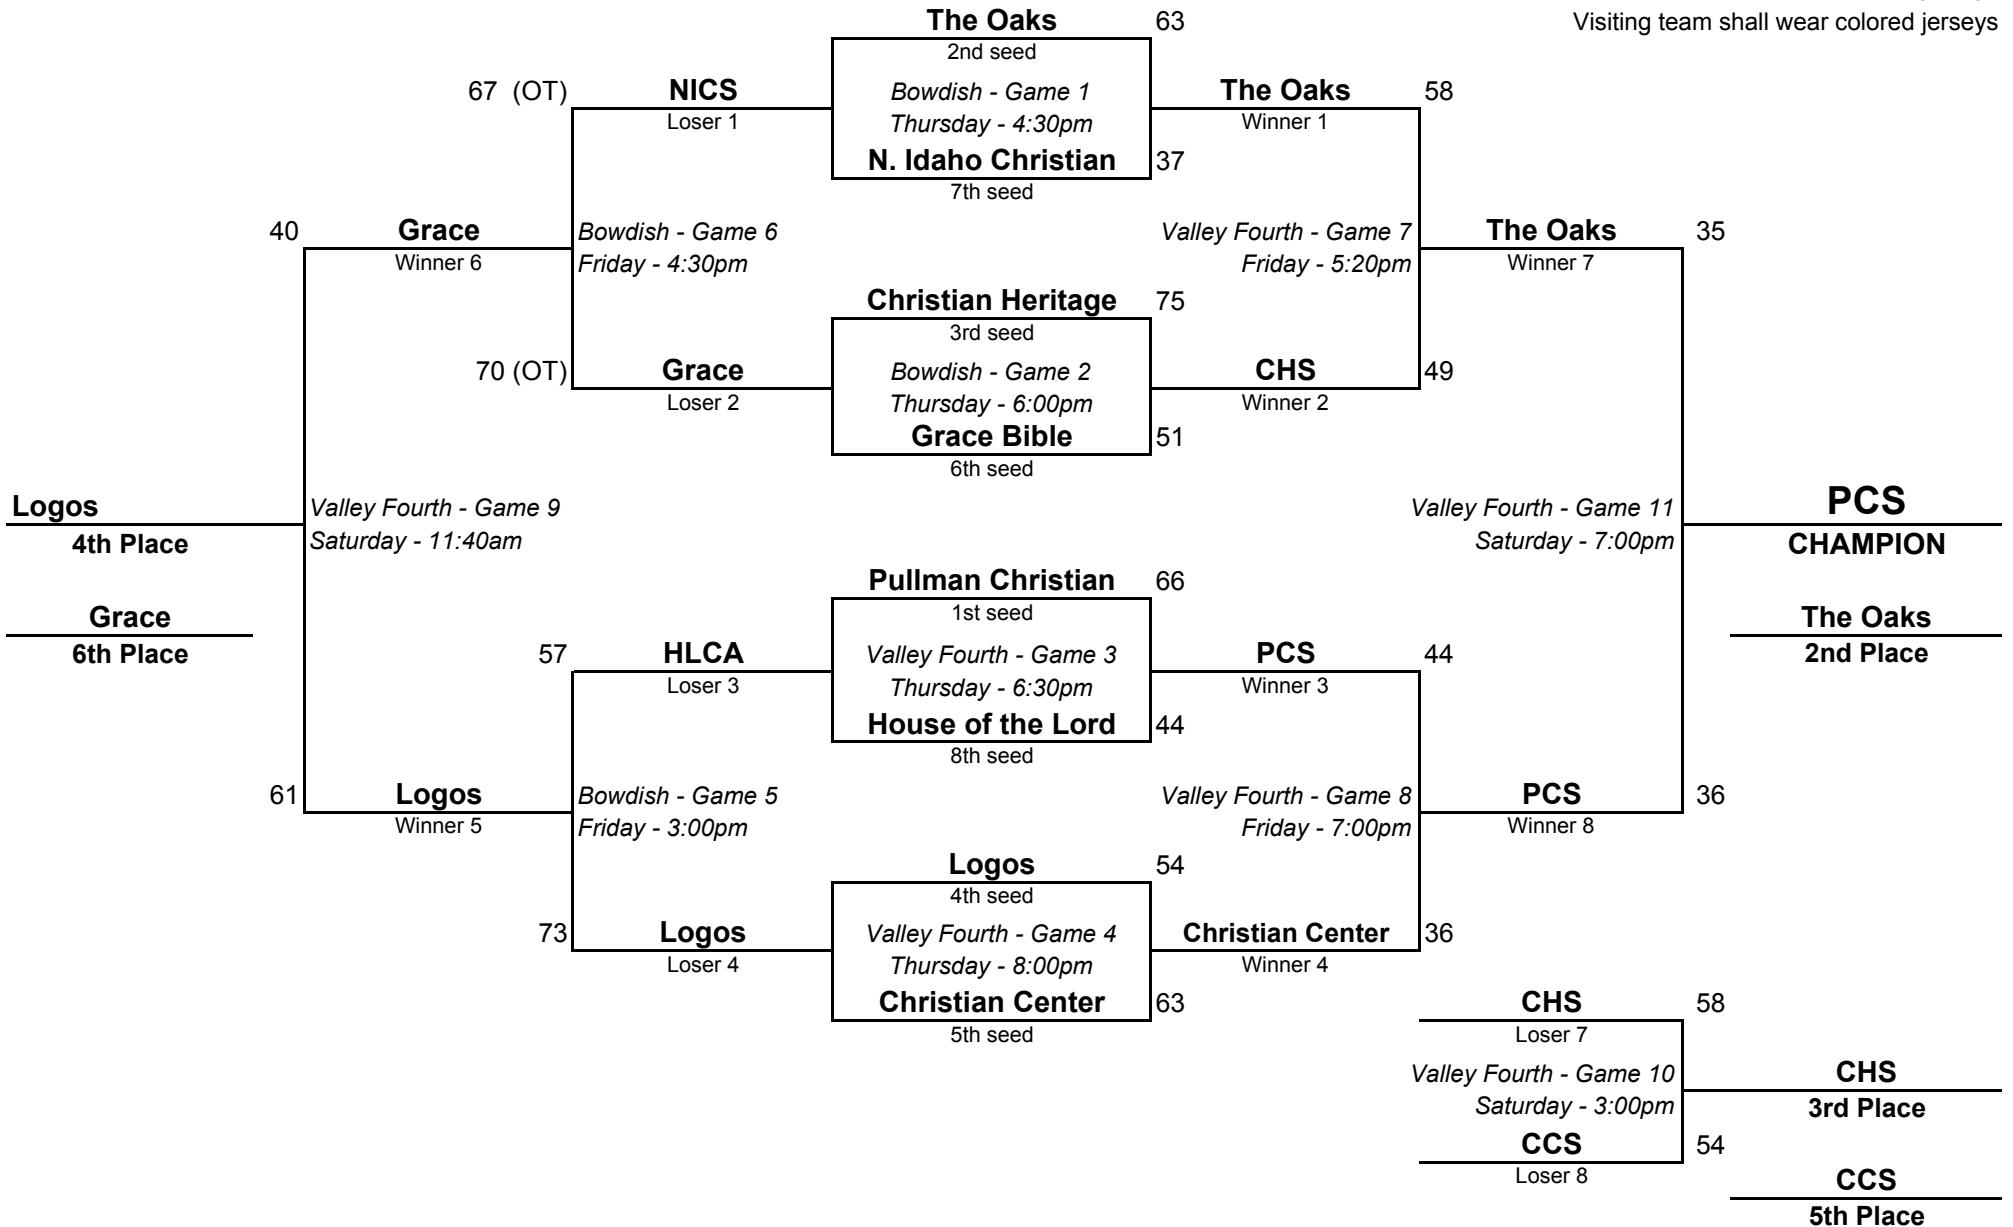 Visiting team shall wear colored jerseys
The Oaks 63
2nd seed
67 (OT) NICS
Loser 1
Bowdish - Game 1
Thursday - 4:30pm
The Oaks 58
Winner 1
N. Idaho Christian 37
7th seed
40 Grace
Winner 6
Bowdish - Game 6
Friday - 4:30pm
Valley Fourth - Game 7
Friday - 5:20pm
The Oaks 35
Winner 7
Christian Heritage 75
3rd seed
70 (OT) Grace
Loser 2
Bowdish - Game 2
Thursday - 6:00pm
CHS 49
Winner 2
Grace Bible 51
6th seed
Logos
4th Place
Valley Fourth - Game 9
Saturday - 11:40am
Valley Fourth - Game 11
Saturday - 7:00pm
PCS
CHAMPION
Pullman Christian 66
1st seed
Grace
6th Place
The Oaks
2nd Place
57 HLCA
Loser 3
Valley Fourth - Game 3
Thursday - 6:30pm
PCS 44
Winner 3
House of the Lord 44
8th seed
61 Logos
Winner 5
Bowdish - Game 5
Friday - 3:00pm
Valley Fourth - Game 8
Friday - 7:00pm
PCS 36
Winner 8
Logos 54
4th seed
73 Logos
Loser 4
Valley Fourth - Game 4
Thursday - 8:00pm
Christian Center 36
Winner 4
Christian Center 63
5th seed
CHS 58
Loser 7
Valley Fourth - Game 10
Saturday - 3:00pm
CHS
3rd Place
CCS 54
Loser 8
CCS
5th Place